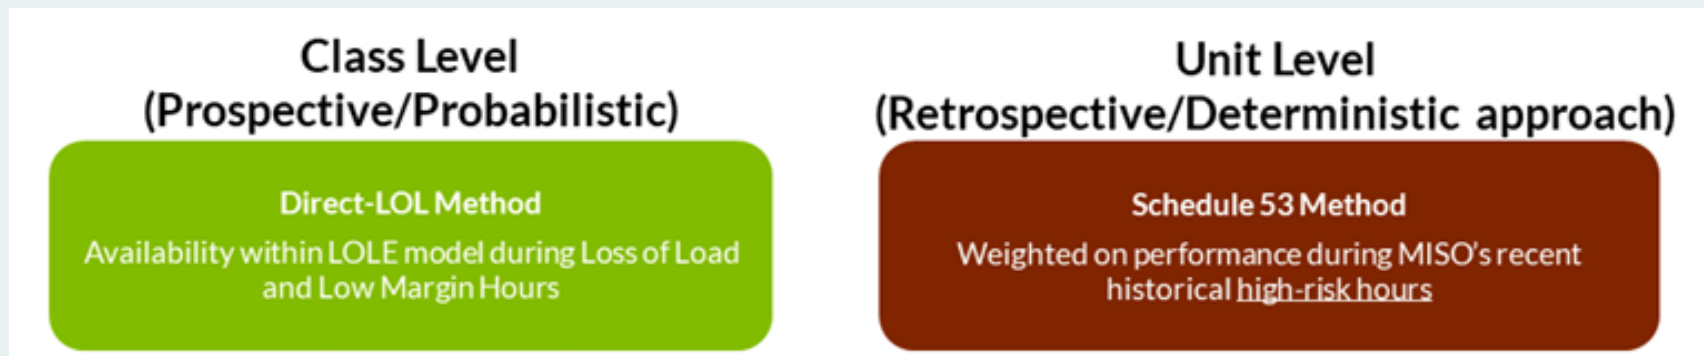 Class Level
(Prospective/Probabilistic)
Direct-LOL Method
Availability within LOLE model during Loss of Load
and Low Margin Hours
Unit Level
(Retrospective/Deterministic approach)
Schedule 53 Method
Weighted on performance during MISO's recent
historical high-risk hours